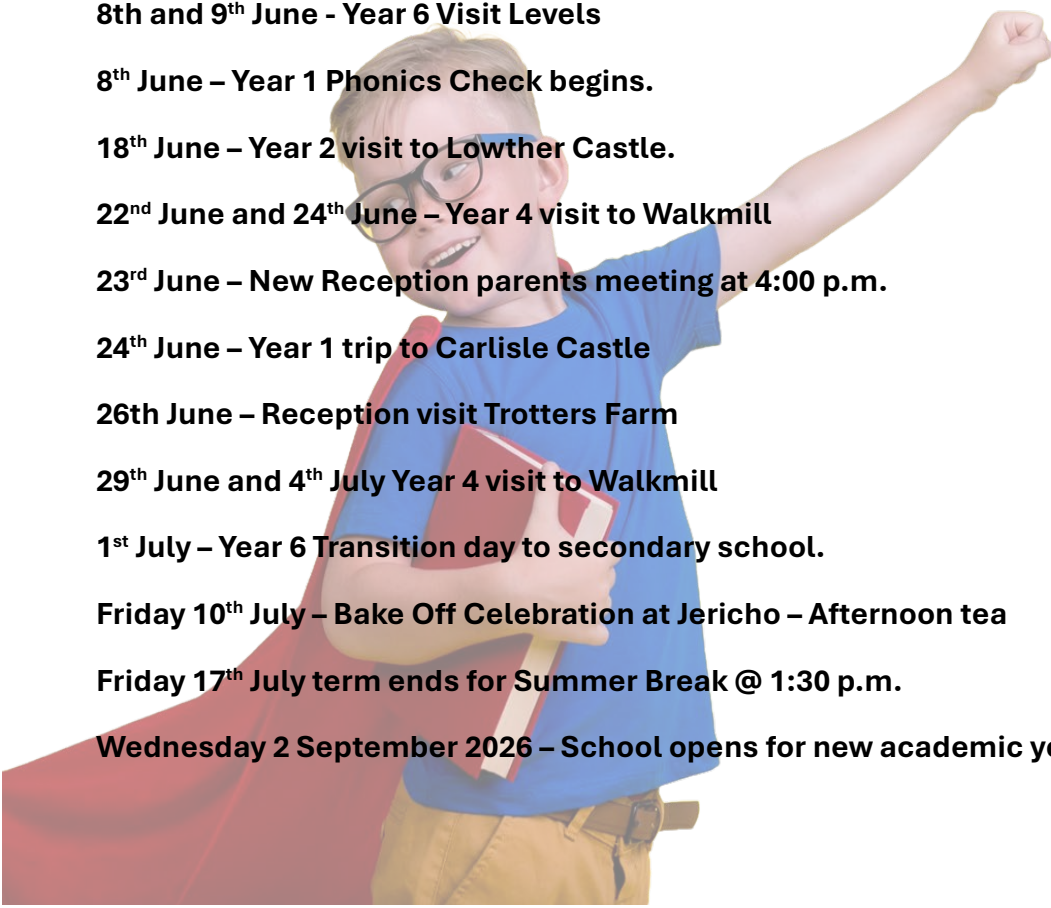 8th and 9th June - Year 6 Visit Levels
8th June – Year 1 Phonics Check begins.
18th June – Year 2 visit to Lowther Castle.
22nd June and 24th June – Year 4 visit to Walkmill
23rd June – New Reception parents meeting at 4:00 p.m.
24th June – Year 1 trip to Carlisle Castle
26th June – Reception visit Trotters Farm
29th June and 4th July Year 4 visit to Walkmill
1st July – Year 6 Transition day to secondary school.
Friday 10th July – Bake Off Celebration at Jericho – Afternoon tea
Friday 17th July term ends for Summer Break @ 1:30 p.m.
Wednesday 2 September 2026 – School opens for new academic